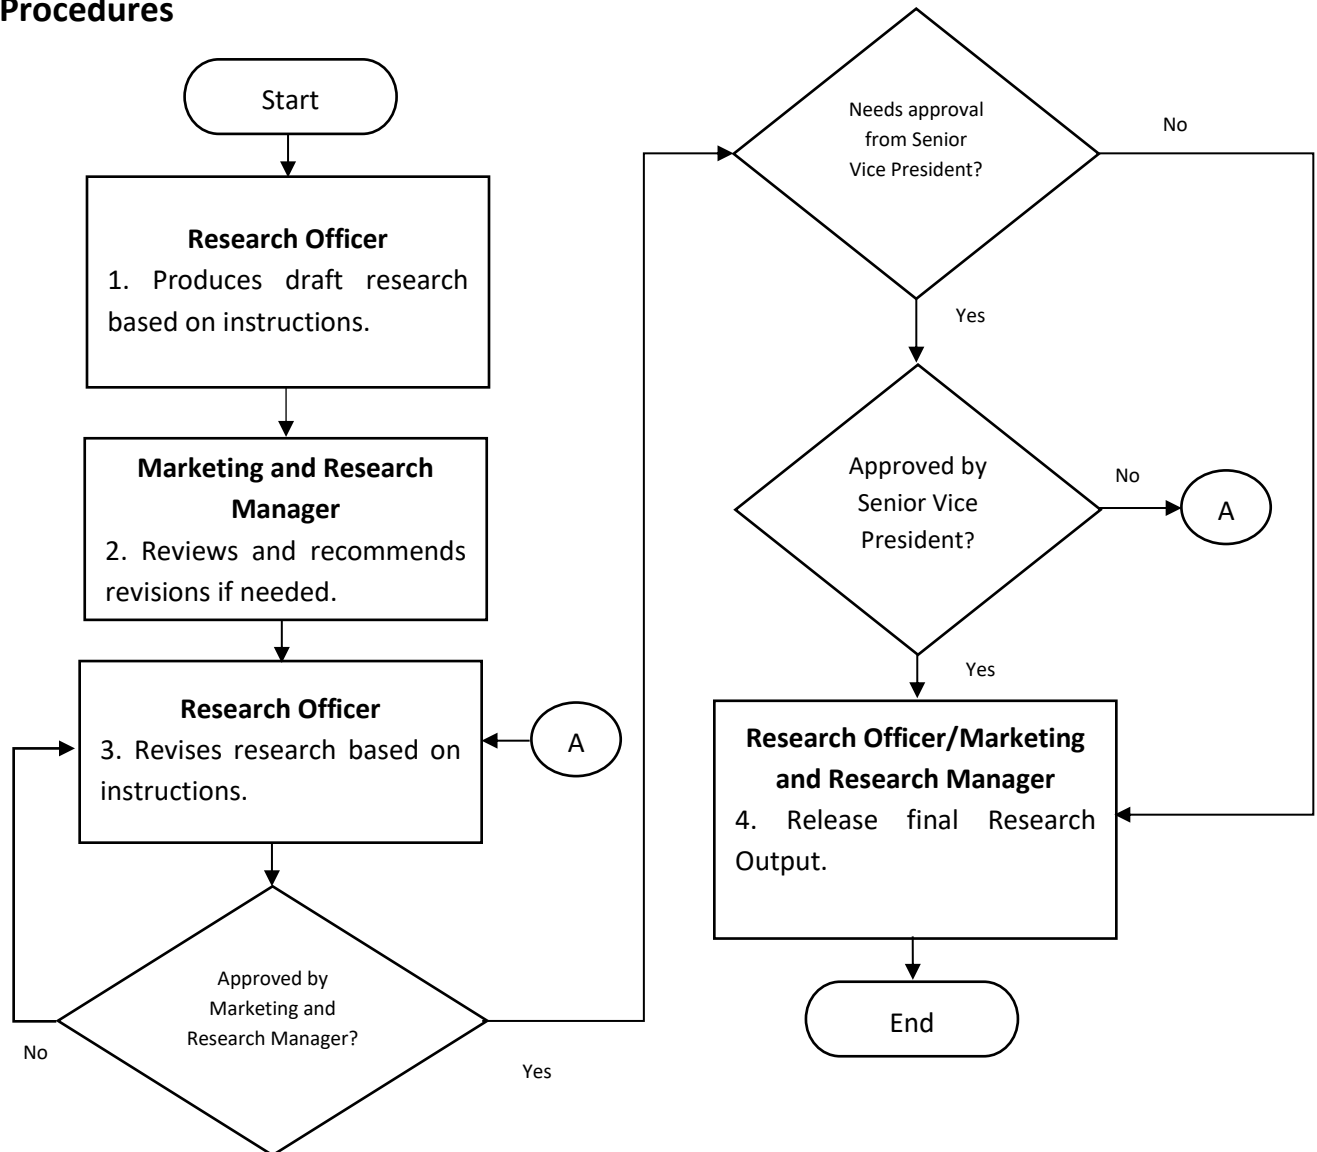 Procedures
Start
Research Officer
1. Produces draft research
based on instructions.
Marketing and Research
Manager
2. Reviews and recommends
revisions if needed.
Research Officer
3. Revises research based on
instructions.
A
Approved by
Marketing and
Research Manager?
No
Yes
Needs approval
from Senior
Vice President?
No
Yes
Approved by
Senior Vice
President?
No
A
Yes
Research Officer/Marketing
and Research Manager
4. Release final Research
Output.
End